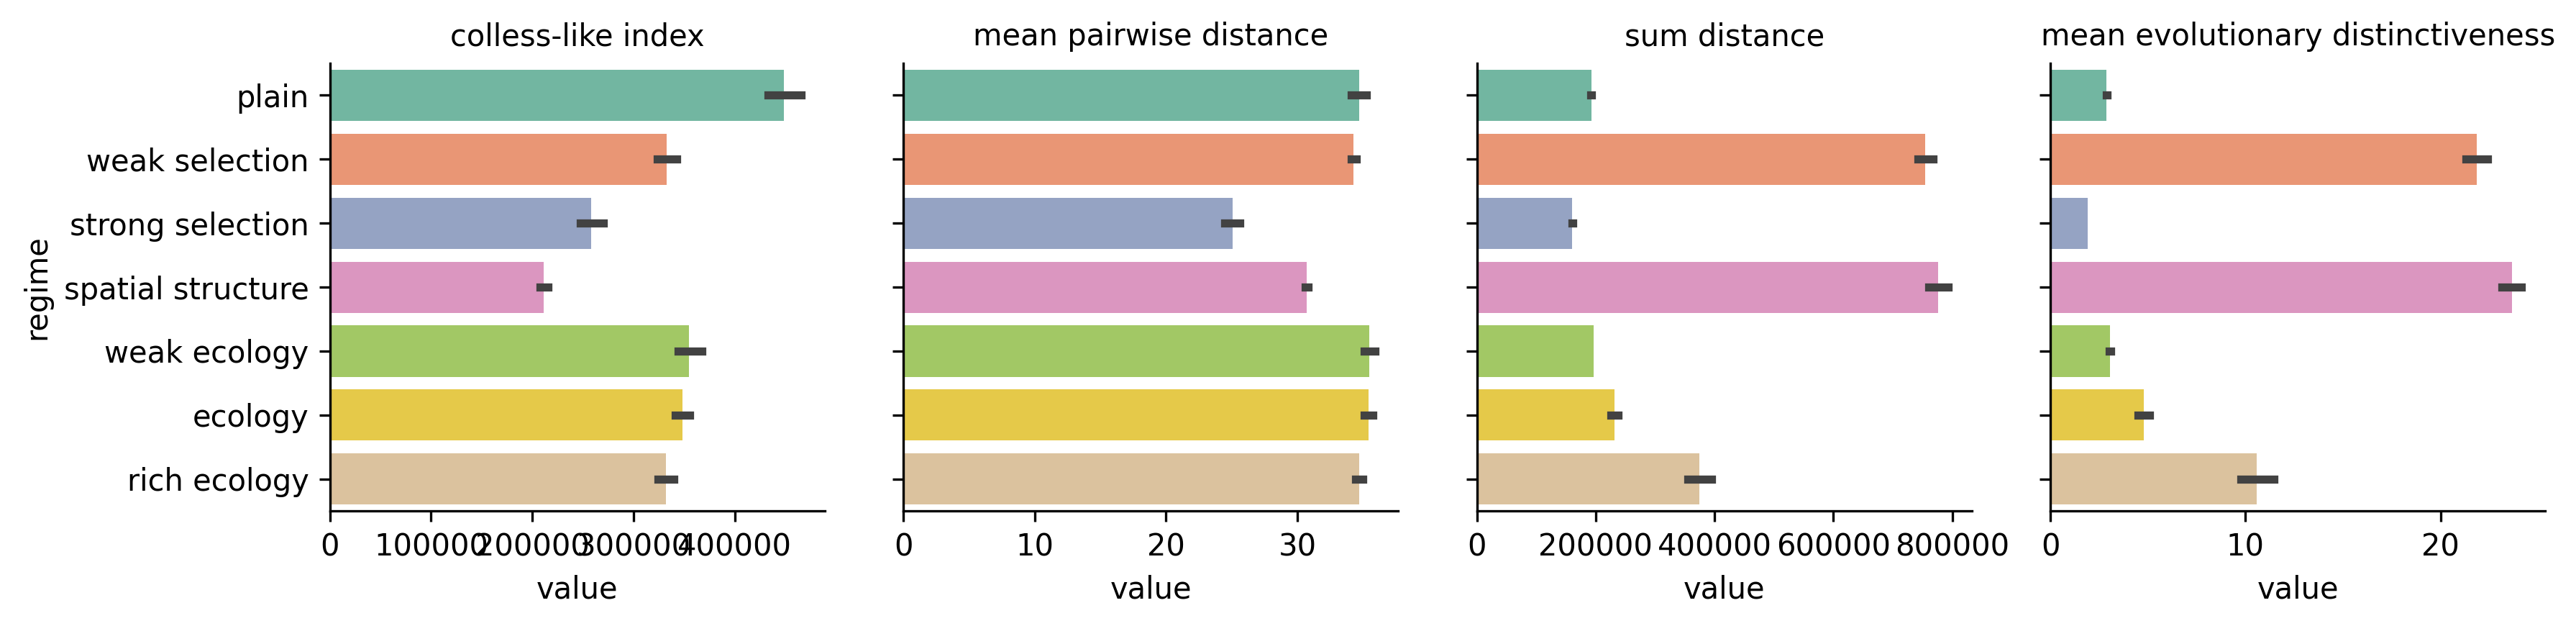 colless-like index
mean pairwise distance
sum distance
mean evolutionary distinctiveness
regime
plain
weak selection
strong selection
spatial structure
weak ecology
ecology
rich ecology
0 100000 200000 300000 400000
0 10 20 30
0 200000 400000 600000 800000
0 10 20
value
value
value
value